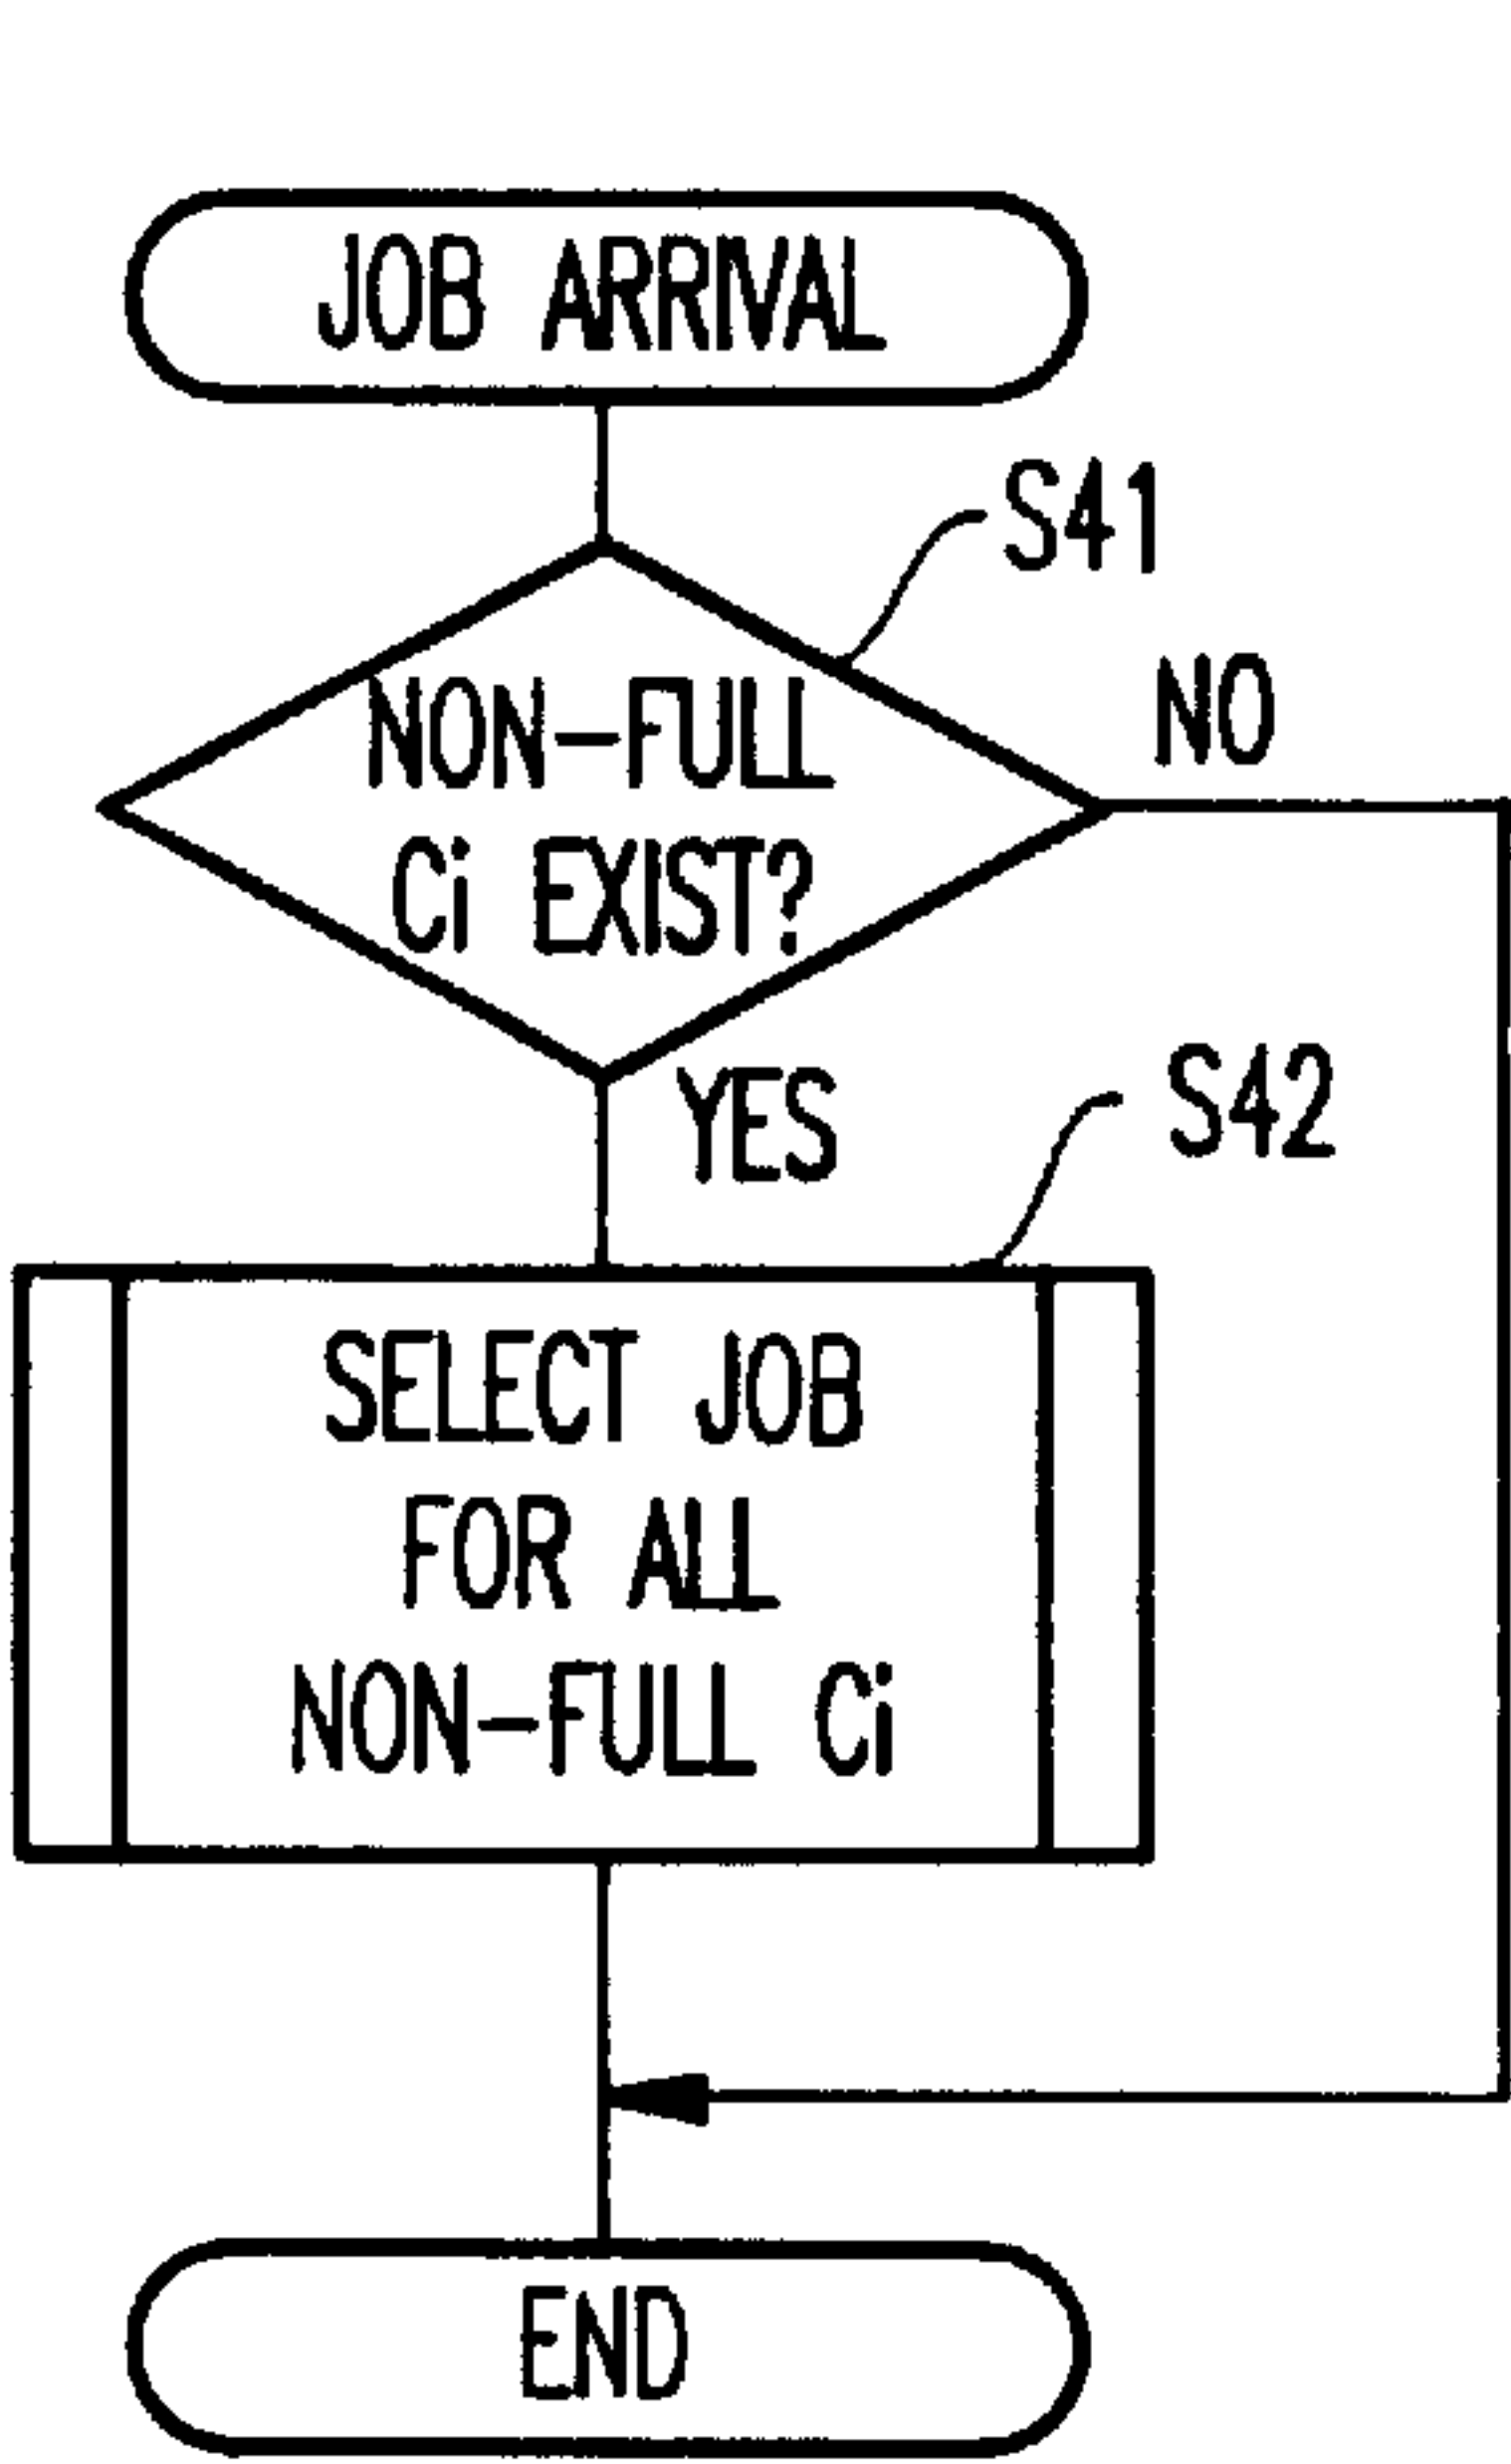 JOB ARRIVAL
S41
NON-FULL
Ci EXIST?
NO
YES
S42
SELECT JOB
FOR ALL
NON-FULL Ci
END